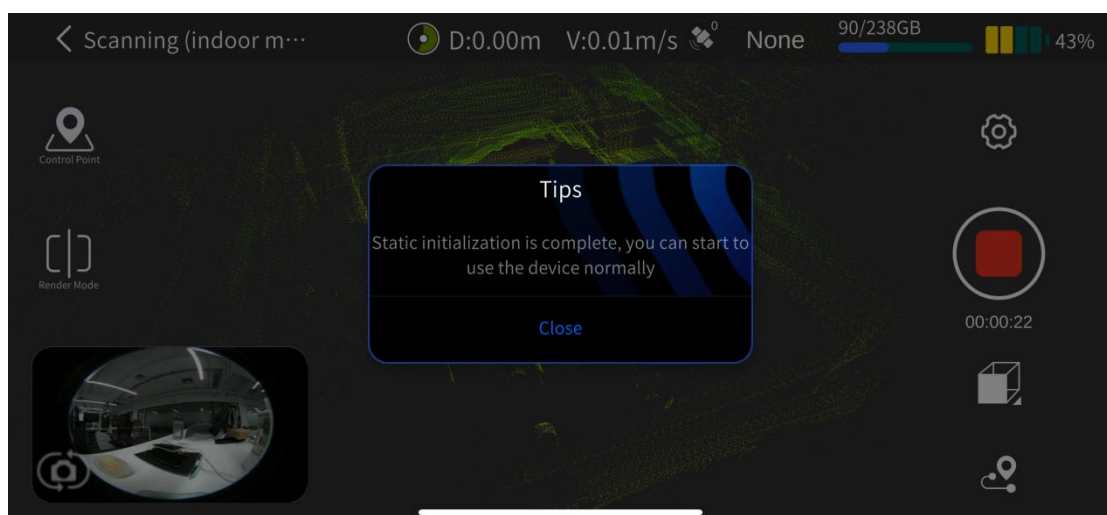 Scanning (indoor m···
D:0.00m
V:0.01m/s
0
None
90/238GB
43%
Control Point
Render Mode
Tips
Static initialization is complete, you can start to
use the device normally
Close
00:00:22